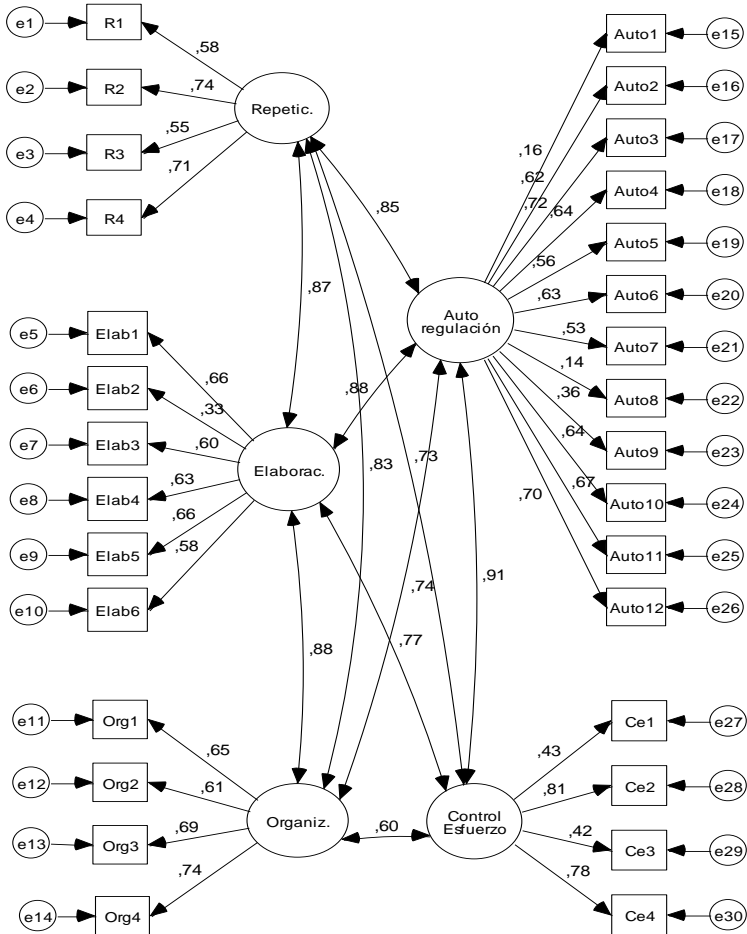 e1
R1
,58
e2
R2
,74
e3
R3
,55
e4
R4
,71
Repetic.
e5
Elab1
,66
e6
Elab2
,33
e7
Elab3
,60
e8
Elab4
,63
e9
Elab5
,66
e10
Elab6
,58
Elaborac.
e11
Org1
,65
e12
Org2
,61
e13
Org3
,69
e14
Org4
,74
Organiz.
,85
,87
,88
,83
,73
,74
,91
,77
,88
,60
Auto
regulación
,16
Auto1
e15
,62
Auto2
e16
,72
Auto3
e17
,64
Auto4
e18
,56
Auto5
e19
,63
Auto6
e20
,53
Auto7
e21
,14
Auto8
e22
,36
Auto9
e23
,64
Auto10
e24
,67
Auto11
e25
,70
Auto12
e26
Control
Esfuerzo
,43
Ce1
e27
,81
Ce2
e28
,42
Ce3
e29
,78
Ce4
e30